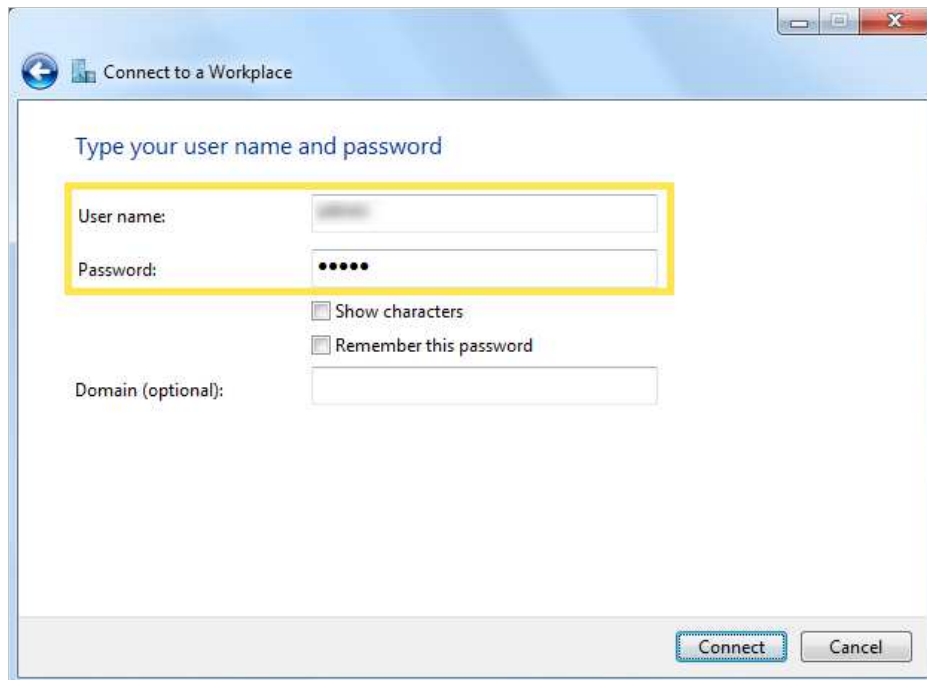 Connect to a Workplace
Type your user name and password
User name:
Password: •••••
Show characters
Remember this password
Domain (optional):
Connect Cancel